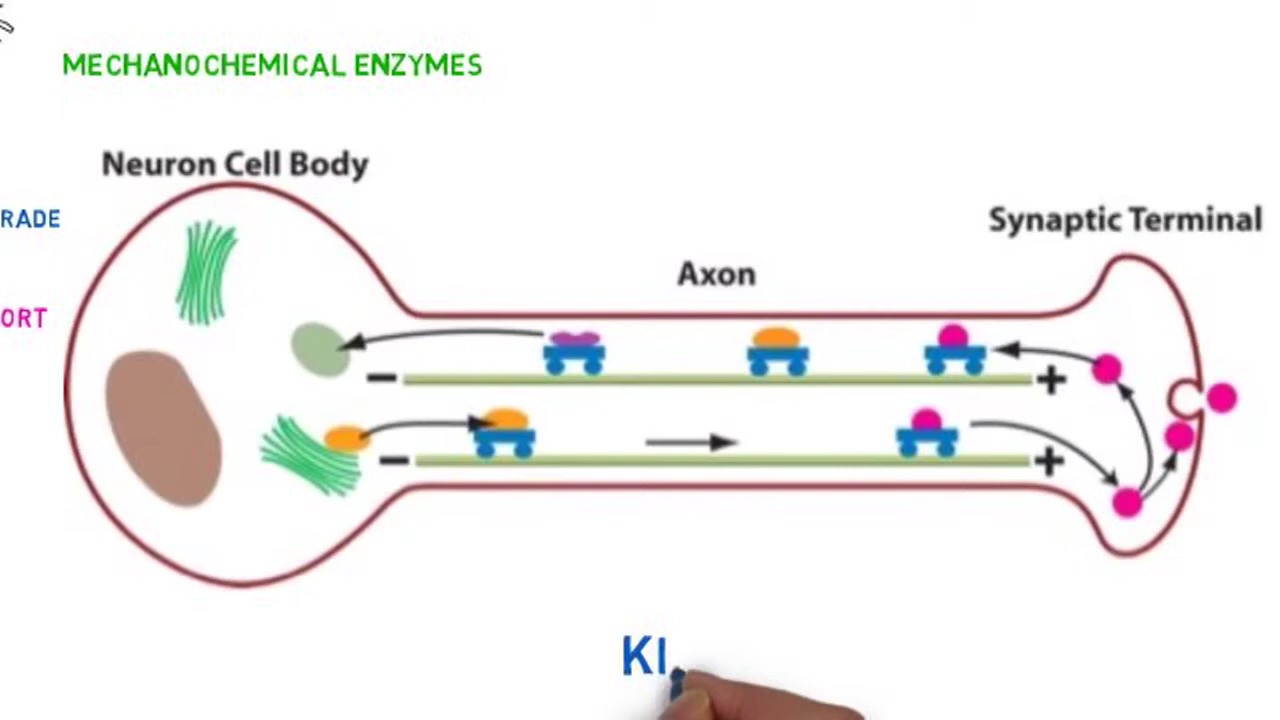 MECHANOCHEMICAL ENZYMES
Neuron Cell Body
RADE
Synaptic Terminal
Axon
ORT
− +
− +
KI